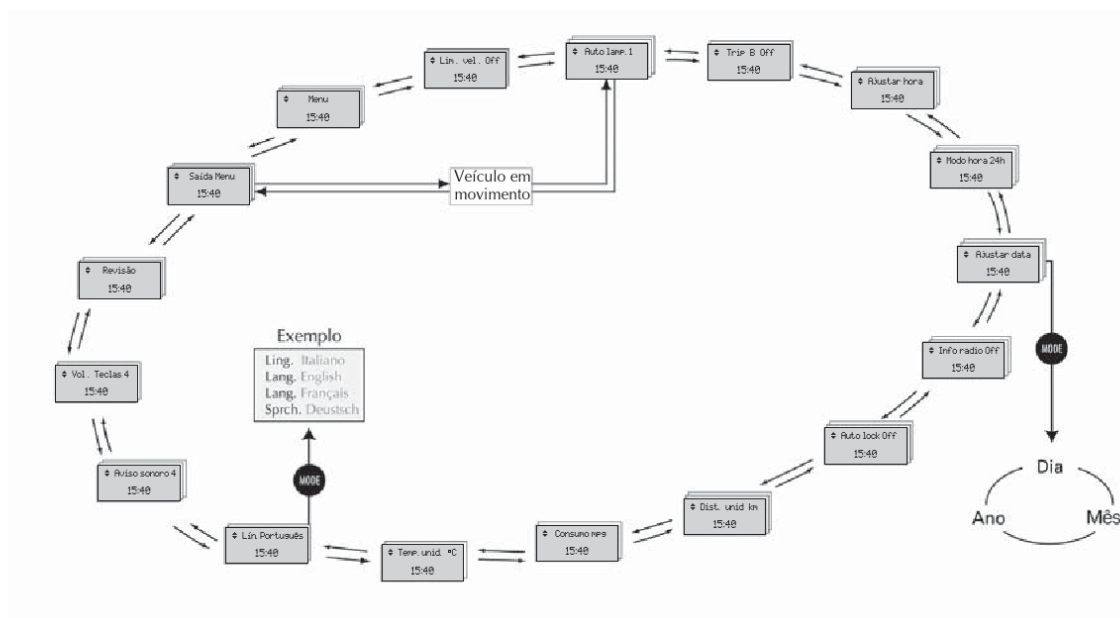 Menu
15:40
Lim. vel. Off
15:40
Auto lamp.1
15:40
Trip B Off
15:40
Ajustar hora
15:40
Modo hora 24h
15:40
Ajustar data
15:40
MODE
Dia
Ano
Mês
Info radio Off
15:40
Auto lock Off
15:40
Dist. unid km
15:40
Consumo mpg
15:40
Temp. unid. °C
15:40
Lín.Português
15:40
MODE
Exemplo
Ling. Italiano
Lang. English
Lang. Français
Sprch. Deustsch
Aviso sonoro 4
15:40
Vol. Teclas 4
15:40
Revisão
15:40
Saída Menu
15:40
Veículo em
movimento